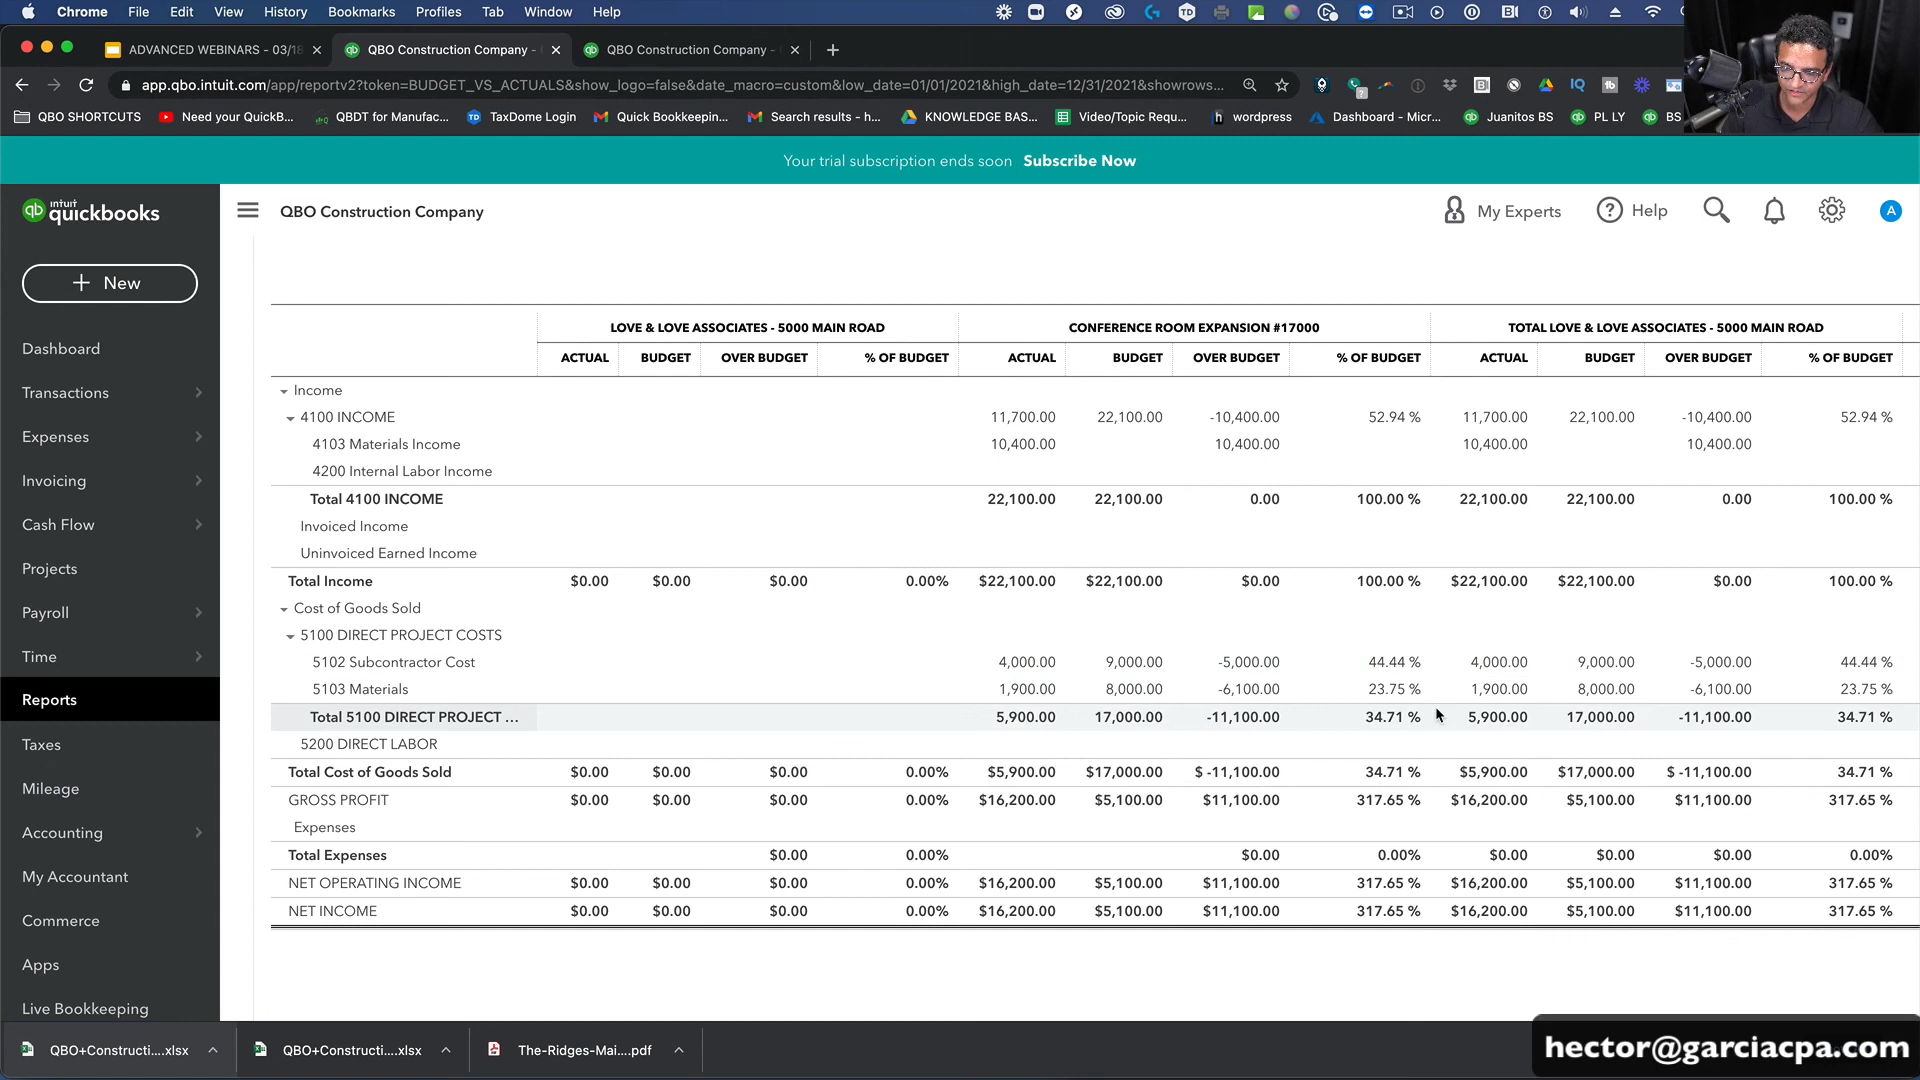 Chrome File Edit View History Bookmarks Profiles Tab Window Help
ADVANCED WEBINARS - 03/18 QBO Construction Company - QBO Construction Company -
app.qbo.intuit.com/app/reportv2?token=BUDGET_VS_ACTUALS&show_logo=false&date_macro=custom&low_date=01/01/2021&high_date=12/31/2021&showrows...
QBO SHORTCUTS Need your QuickB... QBDT for Manufac... TaxDome Login Quick Bookkeepin... Search results - h... KNOWLEDGE BAS... Video/Topic Requ... wordpress Dashboard - Micr... Juanitos BS PL LY BS
Your trial subscription ends soon Subscribe Now
intuit quickbooks
QBO Construction Company My Experts Help A
+ New
Dashboard
Transactions
Expenses
Invoicing
Cash Flow
Projects
Payroll
Time
Reports
Taxes
Mileage
Accounting
My Accountant
Commerce
Apps
Live Bookkeeping
LOVE & LOVE ASSOCIATES - 5000 MAIN ROAD CONFERENCE ROOM EXPANSION #17000 TOTAL LOVE & LOVE ASSOCIATES - 5000 MAIN ROAD
ACTUAL BUDGET OVER BUDGET % OF BUDGET ACTUAL BUDGET OVER BUDGET % OF BUDGET ACTUAL BUDGET OVER BUDGET % OF BUDGET
Income
4100 INCOME 11,700.00 22,100.00 -10,400.00 52.94 % 11,700.00 22,100.00 -10,400.00 52.94 %
4103 Materials Income 10,400.00 10,400.00 10,400.00 10,400.00
4200 Internal Labor Income
Total 4100 INCOME 22,100.00 22,100.00 0.00 100.00 % 22,100.00 22,100.00 0.00 100.00 %
Invoiced Income
Uninvoiced Earned Income
Total Income $0.00 $0.00 $0.00 0.00% $22,100.00 $22,100.00 $0.00 100.00 % $22,100.00 $22,100.00 $0.00 100.00 %
Cost of Goods Sold
5100 DIRECT PROJECT COSTS
5102 Subcontractor Cost 4,000.00 9,000.00 -5,000.00 44.44 % 4,000.00 9,000.00 -5,000.00 44.44 %
5103 Materials 1,900.00 8,000.00 -6,100.00 23.75 % 1,900.00 8,000.00 -6,100.00 23.75 %
Total 5100 DIRECT PROJECT ... 5,900.00 17,000.00 -11,100.00 34.71 % 5,900.00 17,000.00 -11,100.00 34.71 %
5200 DIRECT LABOR
Total Cost of Goods Sold $0.00 $0.00 $0.00 0.00% $5,900.00 $17,000.00 $ -11,100.00 34.71 % $5,900.00 $17,000.00 $ -11,100.00 34.71 %
GROSS PROFIT $0.00 $0.00 $0.00 0.00% $16,200.00 $5,100.00 $11,100.00 317.65 % $16,200.00 $5,100.00 $11,100.00 317.65 %
Expenses
Total Expenses $0.00 0.00% $0.00 0.00% $0.00 $0.00 $0.00 0.00%
NET OPERATING INCOME $0.00 $0.00 $0.00 0.00% $16,200.00 $5,100.00 $11,100.00 317.65 % $16,200.00 $5,100.00 $11,100.00 317.65 %
NET INCOME $0.00 $0.00 $0.00 0.00% $16,200.00 $5,100.00 $11,100.00 317.65 % $16,200.00 $5,100.00 $11,100.00 317.65 %
QBO+Constructi....xlsx QBO+Constructi....xlsx The-Ridges-Mai....pdf
hector@garciacpa.com